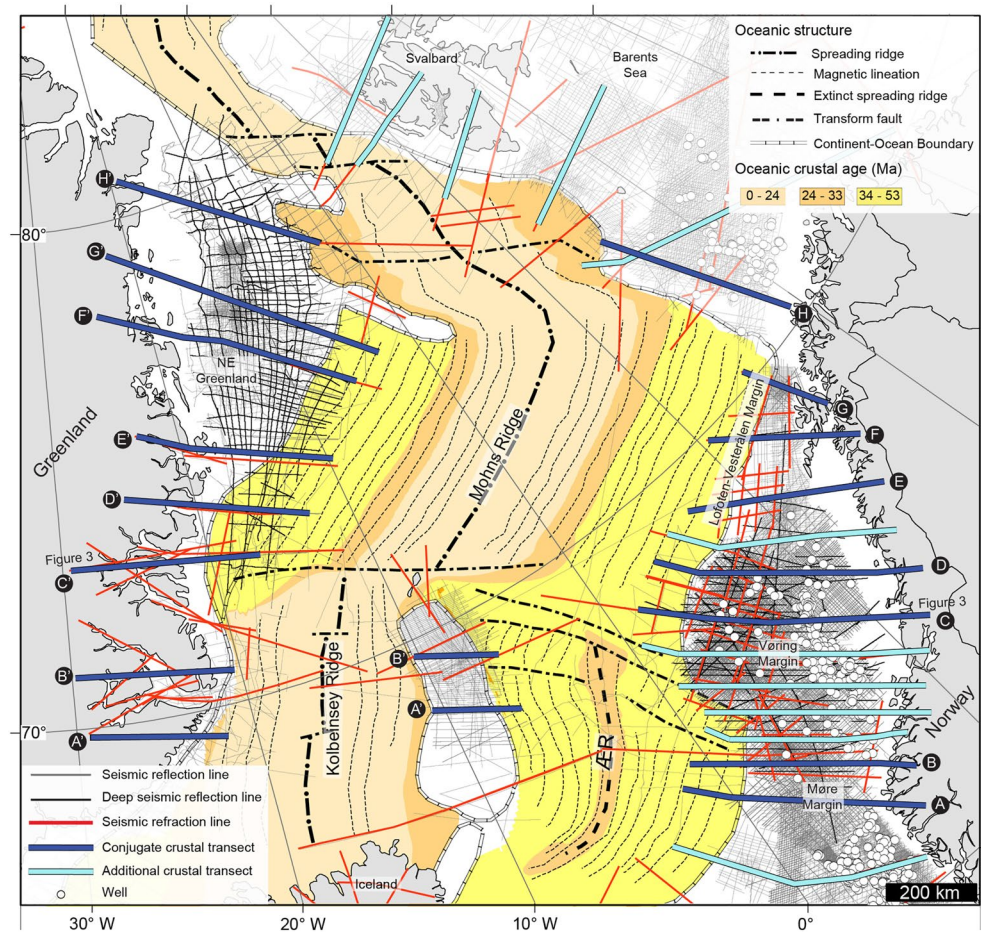 Oceanic structure
Spreading ridge
Magnetic lineation
Extinct spreading ridge
Transform fault
Continent-Ocean Boundary
Oceanic crustal age (Ma)
0 - 24
24 - 33
34 - 53
Svalbard
Barents
Sea
H'
80°
G'
F'
NE
Greenland
Greenland
E'
D'
Figure 3
C'
B'
70°
A'
H
G
F
E
D
Figure 3
C
B
A
Lofoten-Vesterålen Margin
Mohns Ridge
Vøring
Margin
Norway
Møre
Margin
B'
A'
Kolbeinsey Ridge
ÆR
Iceland
Seismic reflection line
Deep seismic reflection line
Seismic refraction line
Conjugate crustal transect
Additional crustal transect
Well
200 km
30° W
20° W
10° W
0°